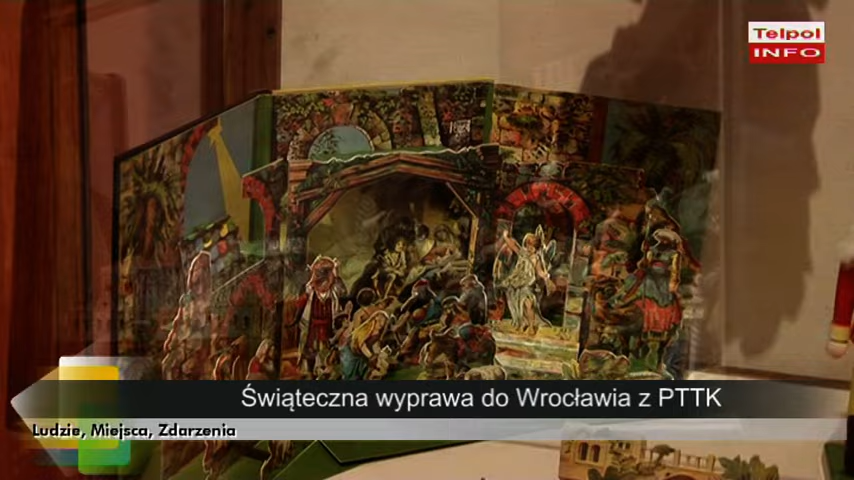 Telpol
INFO
Świąteczna wyprawa do Wrocławia z PTTK
Ludzie, Miejsca, Zdarzenia